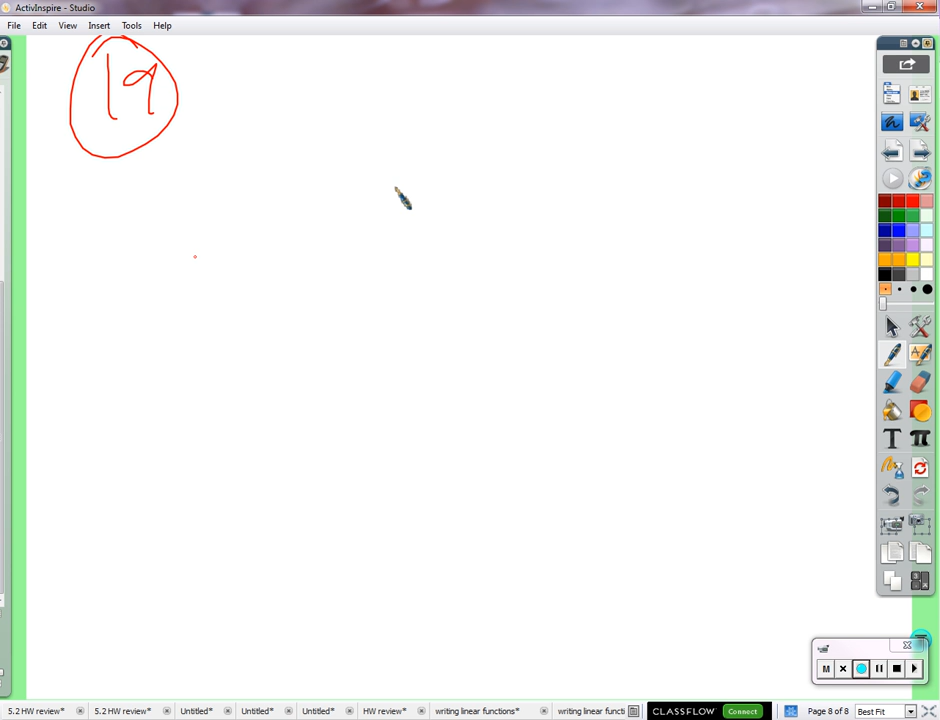 ActivInspire - Studio
File Edit View Insert Tools Help
19
5.2 HW review* 5.2 HW review* Untitled* Untitled* Untitled* HW review* writing linear functions* writing linear functi CLASSFLOW Connect Page 8 of 8 Best Fit